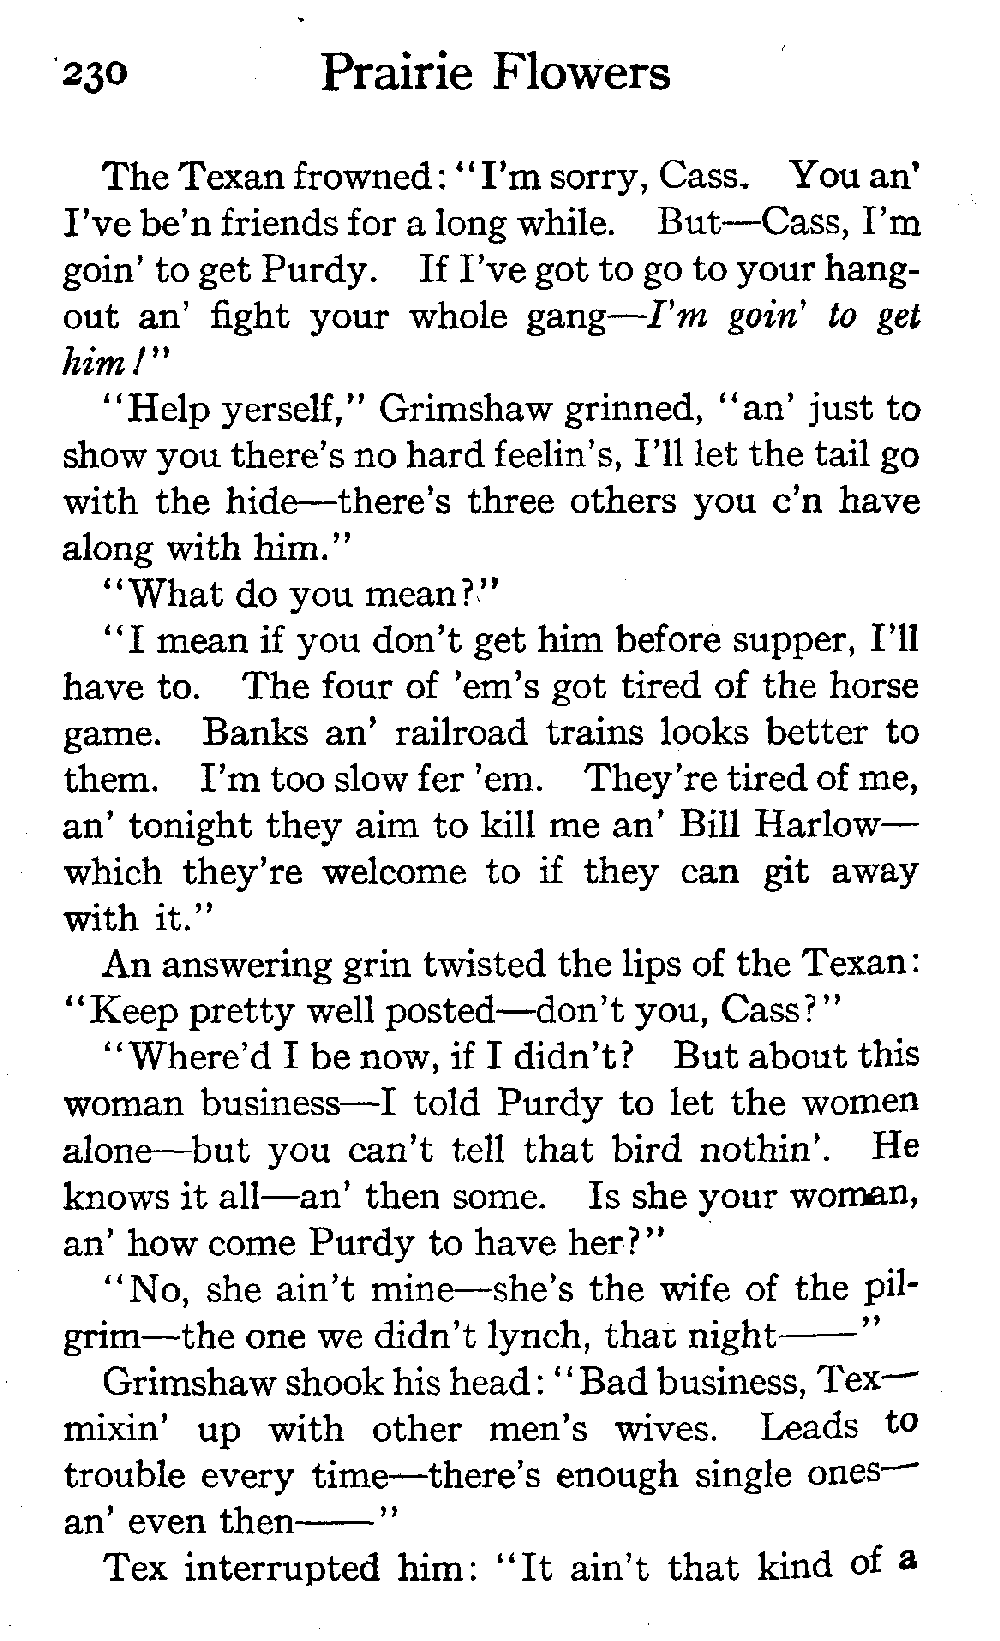 230 Prairie Flowers
The Texan frowned: "I'm sorry, Cass. You an'
I've be'n friends for a long while. But—Cass, I'm
goin' to get Purdy. If I've got to go to your hang-
out an' fight your whole gang—I'm goin' to get
him!"
"Help yerself," Grimshaw grinned, "an' just to
show you there's no hard feelin's, I'll let the tail go
with the hide—there's three others you c'n have
along with him."
"What do you mean?"
"I mean if you don't get him before supper, I'll
have to. The four of 'em's got tired of the horse
game. Banks an' railroad trains looks better to
them. I'm too slow fer 'em. They're tired of me,
an' tonight they aim to kill me an' Bill Harlow—
which they're welcome to if they can git away
with it."
An answering grin twisted the lips of the Texan:
"Keep pretty well posted—don't you, Cass?"
"Where'd I be now, if I didn't? But about this
woman business—I told Purdy to let the women
alone—but you can't tell that bird nothin'. He
knows it all—an' then some. Is she your woman,
an' how come Purdy to have her?"
"No, she ain't mine—she's the wife of the pil-
grim—the one we didn't lynch, that night——"
Grimshaw shook his head: "Bad business, Tex—
mixin' up with other men's wives. Leads to
trouble every time—there's enough single ones—
an' even then——"
Tex interrupted him: "It ain't that kind of a